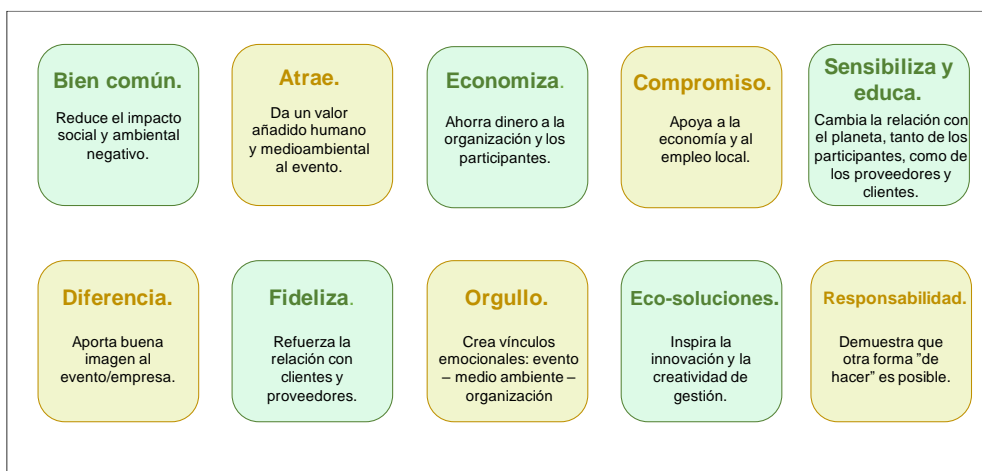 Bien común.
Reduce el impacto
social y ambiental
negativo.
Atrae.
Da un valor
añadido humano
y medioambiental
al evento.
Economiza.
Ahorra dinero a la
organización y los
participantes.
Compromiso.
Apoya a la
economía y al
empleo local.
Sensibiliza y
educa.
Cambia la relación con
el planeta, tanto de los
participantes, como de
los proveedores y
clientes.
Diferencia.
Aporta buena
imagen al
evento/empresa.
Fideliza.
Refuerza la
relación con
clientes y
proveedores.
Orgullo.
Crea vínculos
emocionales: evento
– medio ambiente –
organización
Eco-soluciones.
Inspira la
innovación y la
creatividad de
gestión.
Responsabilidad.
Demuestra que
otra forma ”de
hacer” es posible.